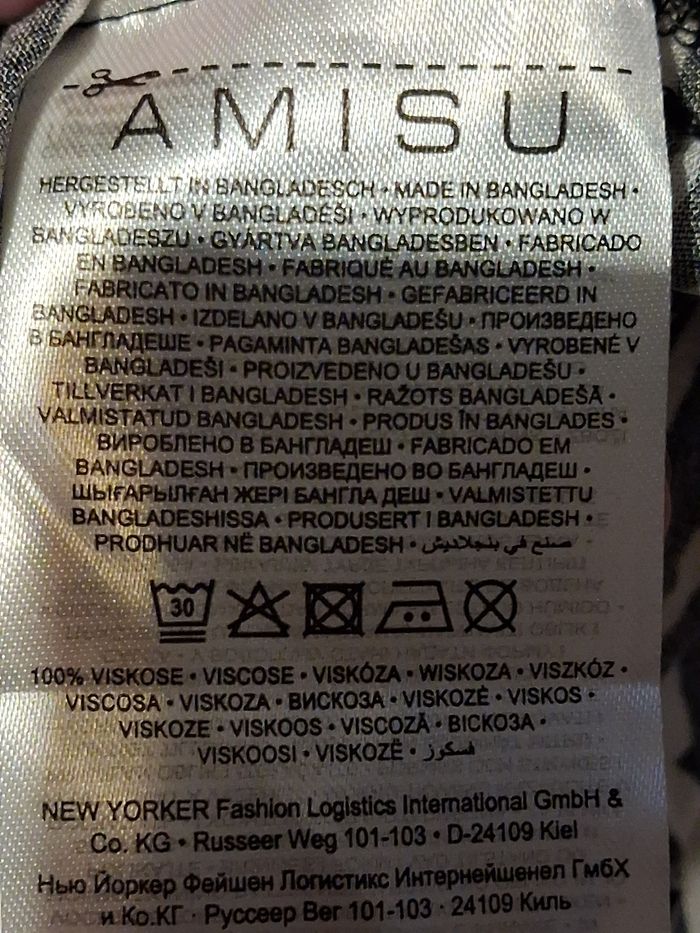 AMISU
HERGESTELLT IN BANGLADESCH • MADE IN BANGLADESH •
VYROBENO V BANGLADÉŠI • WYPRODUKOWANO W
BANGLADESZU • GYÁRTVA BANGLADESBEN • FABRICADO
EN BANGLADESH • FABRIQUÉ AU BANGLADESH •
FABRICATO IN BANGLADESH • GEFABRICEERD IN
BANGLADESH • IZDELANO V BANGLADEŠU • ПРОИЗВЕДЕНО
В БАНГЛАДЕШЕ • PAGAMINTA BANGLADEŠAS • VYROBENÉ V
BANGLADEŠI • PROIZVEDENO U BANGLADEŠU •
TILLVERKAT I BANGLADESH • RAŽOTS BANGLADEŠĀ •
VALMISTATUD BANGLADESH • PRODUS ÎN BANGLADES •
ВИРОБЛЕНО В БАНГЛАДЕШ • FABRICADO EM
BANGLADESH • ПРОИЗВЕДЕНО ВО БАНГЛАДЕШ •
ШЫҒАРЫЛҒАН ЖЕРІ БАНГЛА ДЕШ • VALMISTETTU
BANGLADESHISSA • PRODUSERT I BANGLADESH •
PRODHUAR NË BANGLADESH • صنع في بنجلاديش
30
100% VISKOSE • VISCOSE • VISKÓZA • WISKOZA • VISZKÓZ •
VISCOSA • VISKOZA • ВИСКОЗА • VISKOZĖ • VISKOS •
VISKOZE • VISKOOS • VISCOZĂ • ВІСКОЗА •
VISKOOSI • VISKOZË • فسكوز
NEW YORKER Fashion Logistics International GmbH &
Co. KG • Russeer Weg 101-103 • D-24109 Kiel
Нью Йоркер Фейшен Логистикс Интернейшенел ГмбХ
и Ко.КГ · Руссеер Вег 101-103 · 24109 Киль